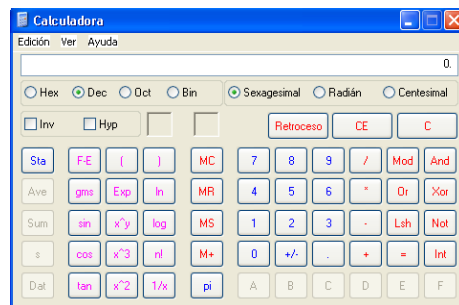 Calculadora
Edición Ver Ayuda
0.
Hex Dec Oct Bin Sexagesimal Radián Centesimal
Inv Hyp Retroceso CE C
Sta F-E ( ) MC 7 8 9 / Mod And
Ave gms Exp ln MR 4 5 6 * Or Xor
Sum sin x^y log MS 1 2 3 - Lsh Not
s cos x^3 n! M+ 0 +/- . + = Int
Dat tan x^2 1/x pi A B C D E F